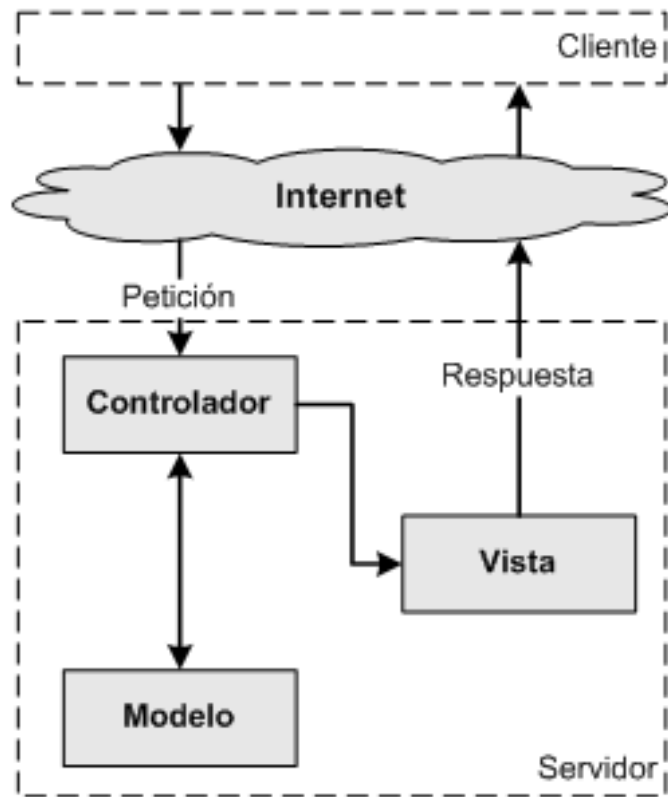 Cliente
Internet
Petición
Controlador
Respuesta
Vista
Modelo
Servidor